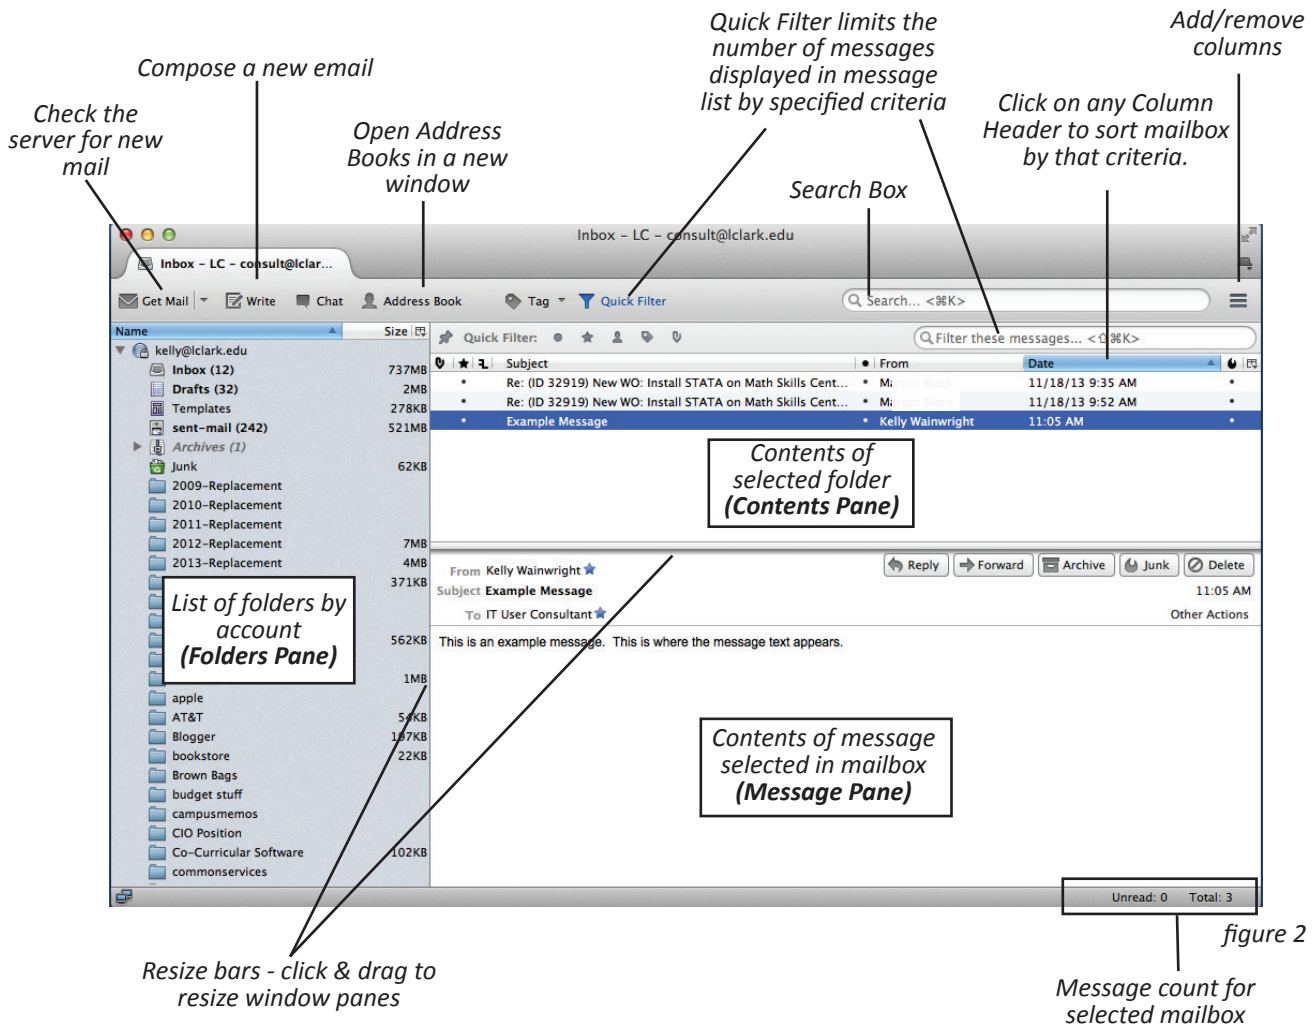 Quick Filter limits the
number of messages
displayed in message
list by specified criteria
Add/remove
columns
Compose a new email
Check the
server for new
mail
Open Address
Books in a new
window
Click on any Column
Header to sort mailbox
by that criteria.
Search Box
Inbox – LC – consult@lclark.edu
Inbox – LC – consult@lclar...
Get Mail Write Chat Address Book Tag Quick Filter Search... <⌘K>
Name Size
Quick Filter: Filter these messages... <⇧⌘K>
Subject From Date
Re: (ID 32919) New WO: Install STATA on Math Skills Cent... 11/18/13 9:35 AM
Re: (ID 32919) New WO: Install STATA on Math Skills Cent... 11/18/13 9:52 AM
Example Message Kelly Wainwright 11:05 AM
kelly@lclark.edu
Inbox (12) 737MB
Drafts (32) 2MB
Templates 278KB
sent-mail (242) 521MB
Archives (1)
Junk 62KB
2009-Replacement
2010-Replacement
2011-Replacement
2012-Replacement 7MB
2013-Replacement 4MB
371KB
562KB
1MB
apple
AT&T 54KB
Blogger 197KB
bookstore 22KB
Brown Bags
budget stuff
campusmemos
CIO Position
Co-Curricular Software 102KB
commonservices
List of folders by
account
(Folders Pane)
Contents of
selected folder
(Contents Pane)
From Kelly Wainwright Reply Forward Archive Junk Delete
Subject Example Message 11:05 AM
To IT User Consultant Other Actions
This is an example message. This is where the message text appears.
Contents of message
selected in mailbox
(Message Pane)
Unread: 0 Total: 3
figure 2
Resize bars - click & drag to
resize window panes
Message count for
selected mailbox